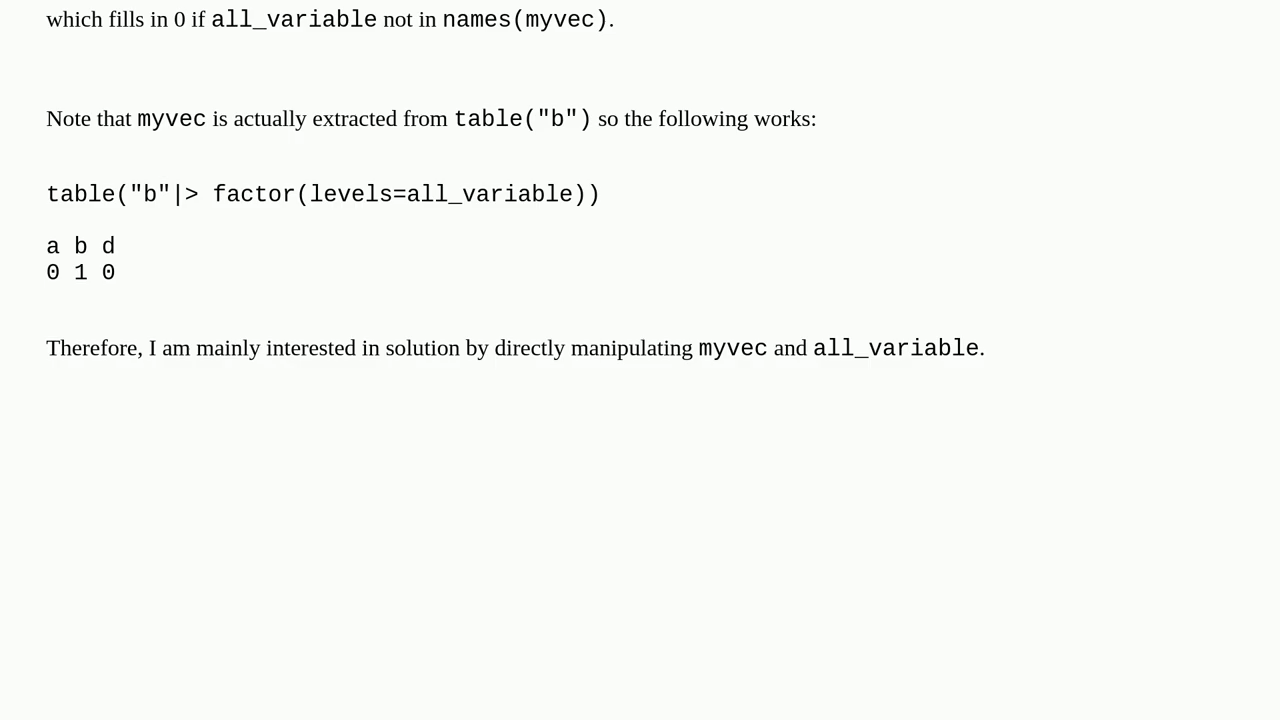 which fills in 0 if all_variable not in names(myvec).
Note that myvec is actually extracted from table("b") so the following works:
table("b"|> factor(levels=all_variable))
a b d
0 1 0
Therefore, I am mainly interested in solution by directly manipulating myvec and all_variable.